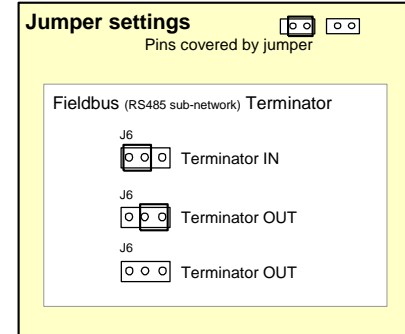 Jumper settings
Pins covered by jumper
Fieldbus (RS485 sub-network) Terminator
J6
Terminator IN
J6
Terminator OUT
J6
Terminator OUT